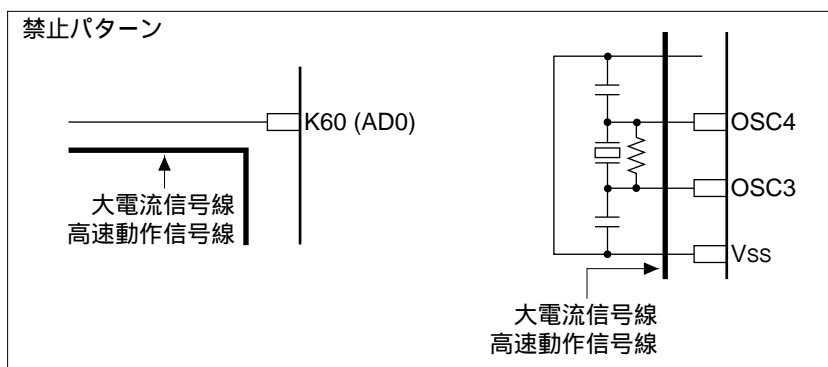 禁止パターン
K60 (AD0)
大電流信号線
高速動作信号線
OSC4
OSC3
VSS
大電流信号線
高速動作信号線